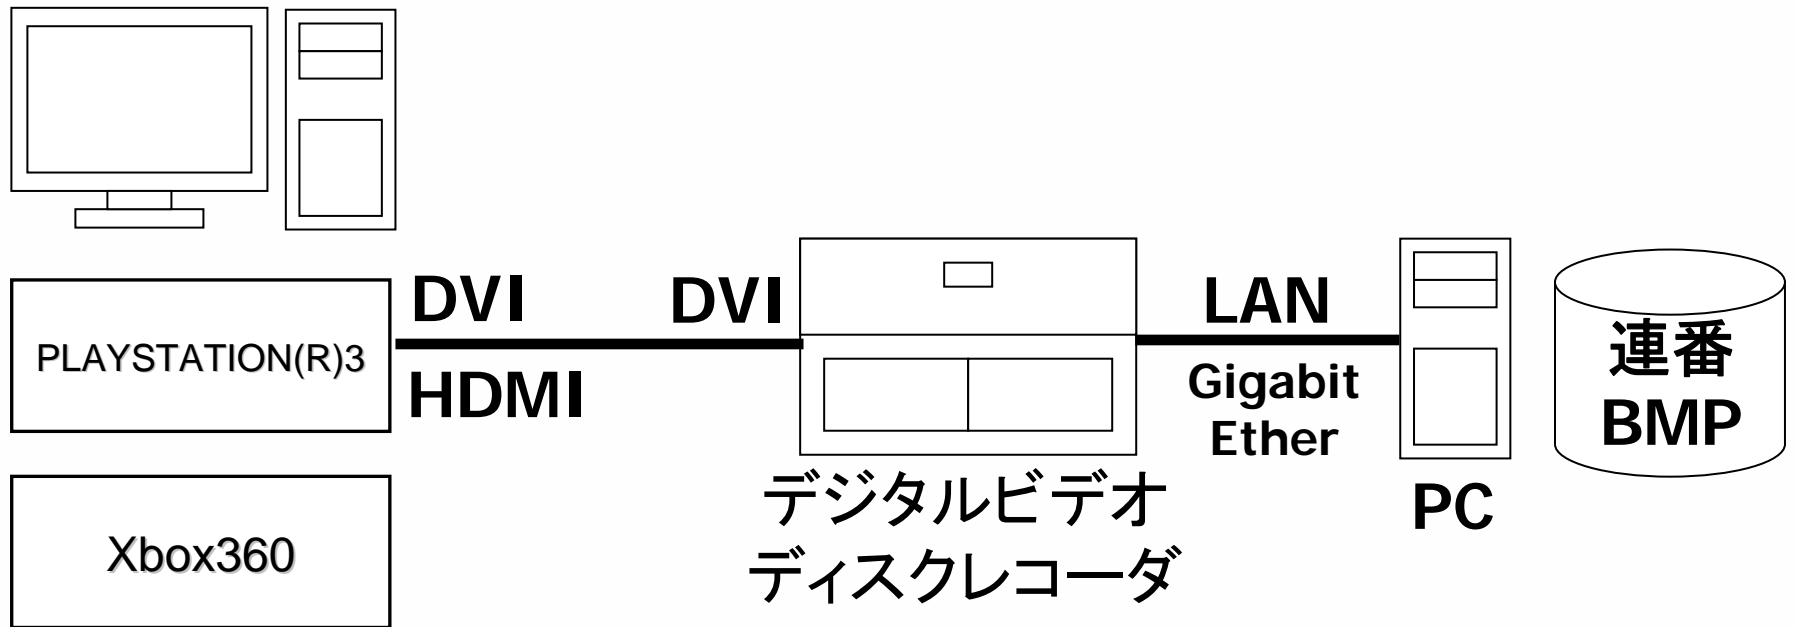 PLAYSTATION(R)3
Xbox360
DVI
HDMI
DVI
デジタルビデオ
ディスクレコーダ
LAN
Gigabit
Ether
PC
連番
BMP